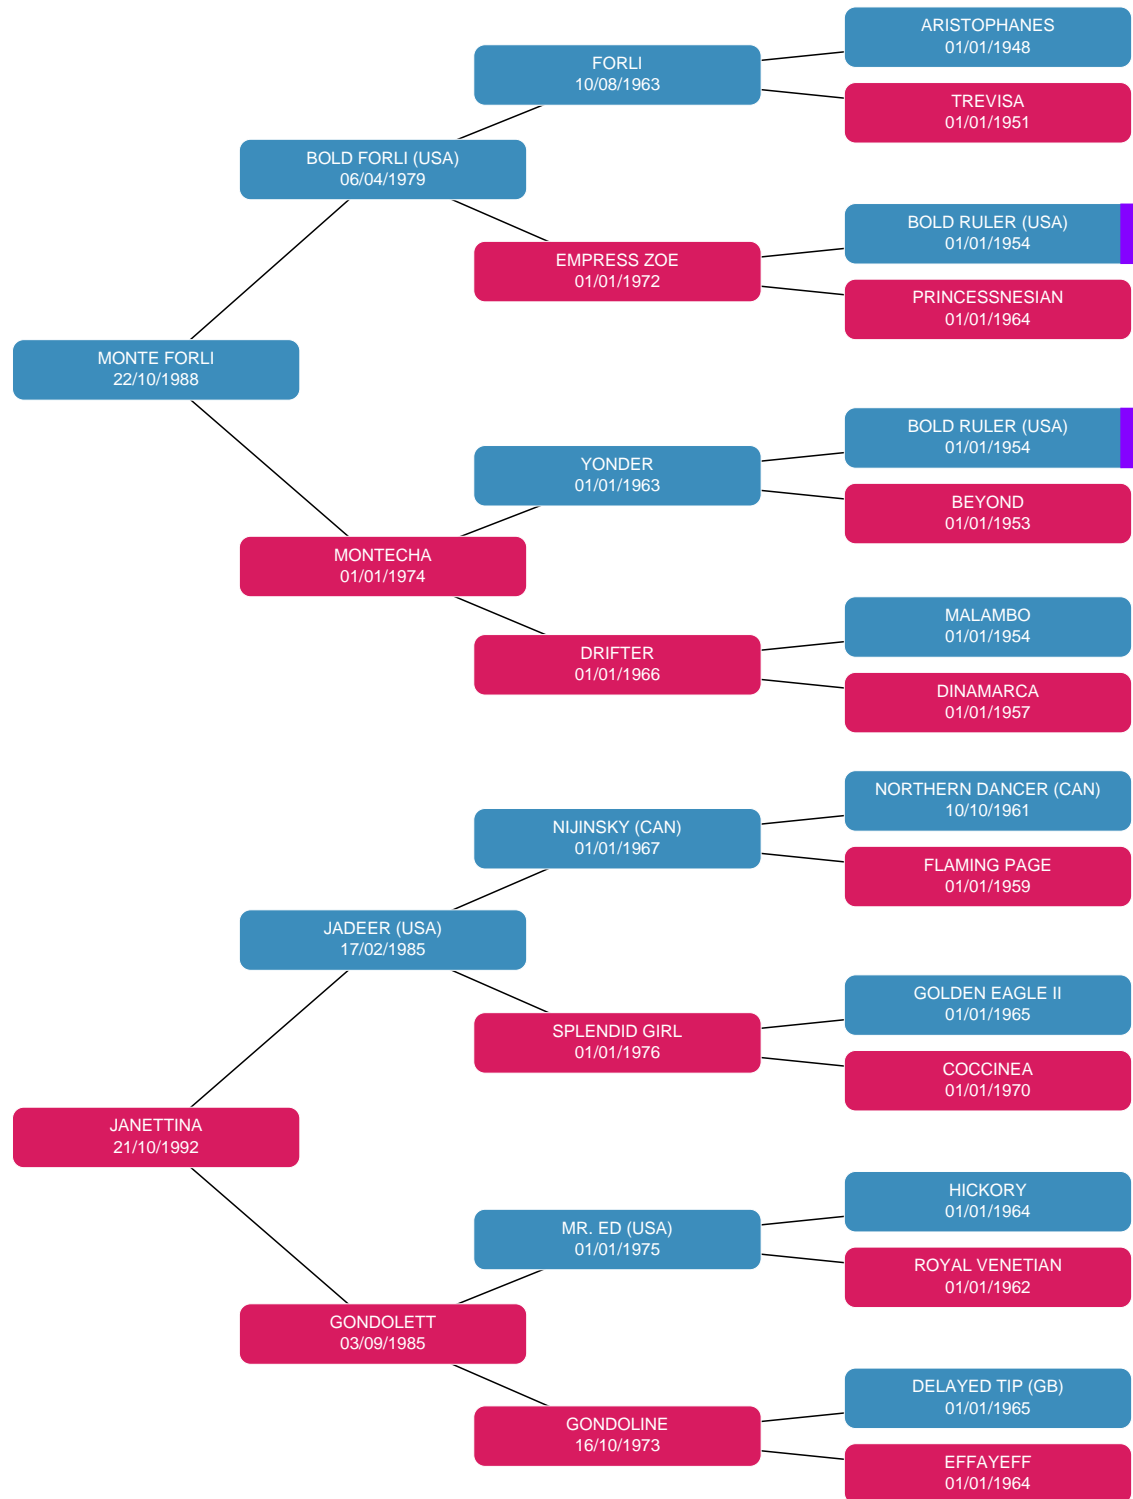 ARISTOPHANES
01/01/1948
FORLI
10/08/1963
TREVISA
01/01/1951
BOLD FORLI (USA)
06/04/1979
BOLD RULER (USA)
01/01/1954
EMPRESS ZOE
01/01/1972
PRINCESSNESIAN
01/01/1964
MONTE FORLI
22/10/1988
BOLD RULER (USA)
01/01/1954
YONDER
01/01/1963
BEYOND
01/01/1953
MONTECHA
01/01/1974
MALAMBO
01/01/1954
DRIFTER
01/01/1966
DINAMARCA
01/01/1957
NORTHERN DANCER (CAN)
10/10/1961
NIJINSKY (CAN)
01/01/1967
FLAMING PAGE
01/01/1959
JADEER (USA)
17/02/1985
GOLDEN EAGLE II
01/01/1965
SPLENDID GIRL
01/01/1976
COCCINEA
01/01/1970
JANETTINA
21/10/1992
HICKORY
01/01/1964
MR. ED (USA)
01/01/1975
ROYAL VENETIAN
01/01/1962
GONDOLETT
03/09/1985
DELAYED TIP (GB)
01/01/1965
GONDOLINE
16/10/1973
EFFAYEFF
01/01/1964